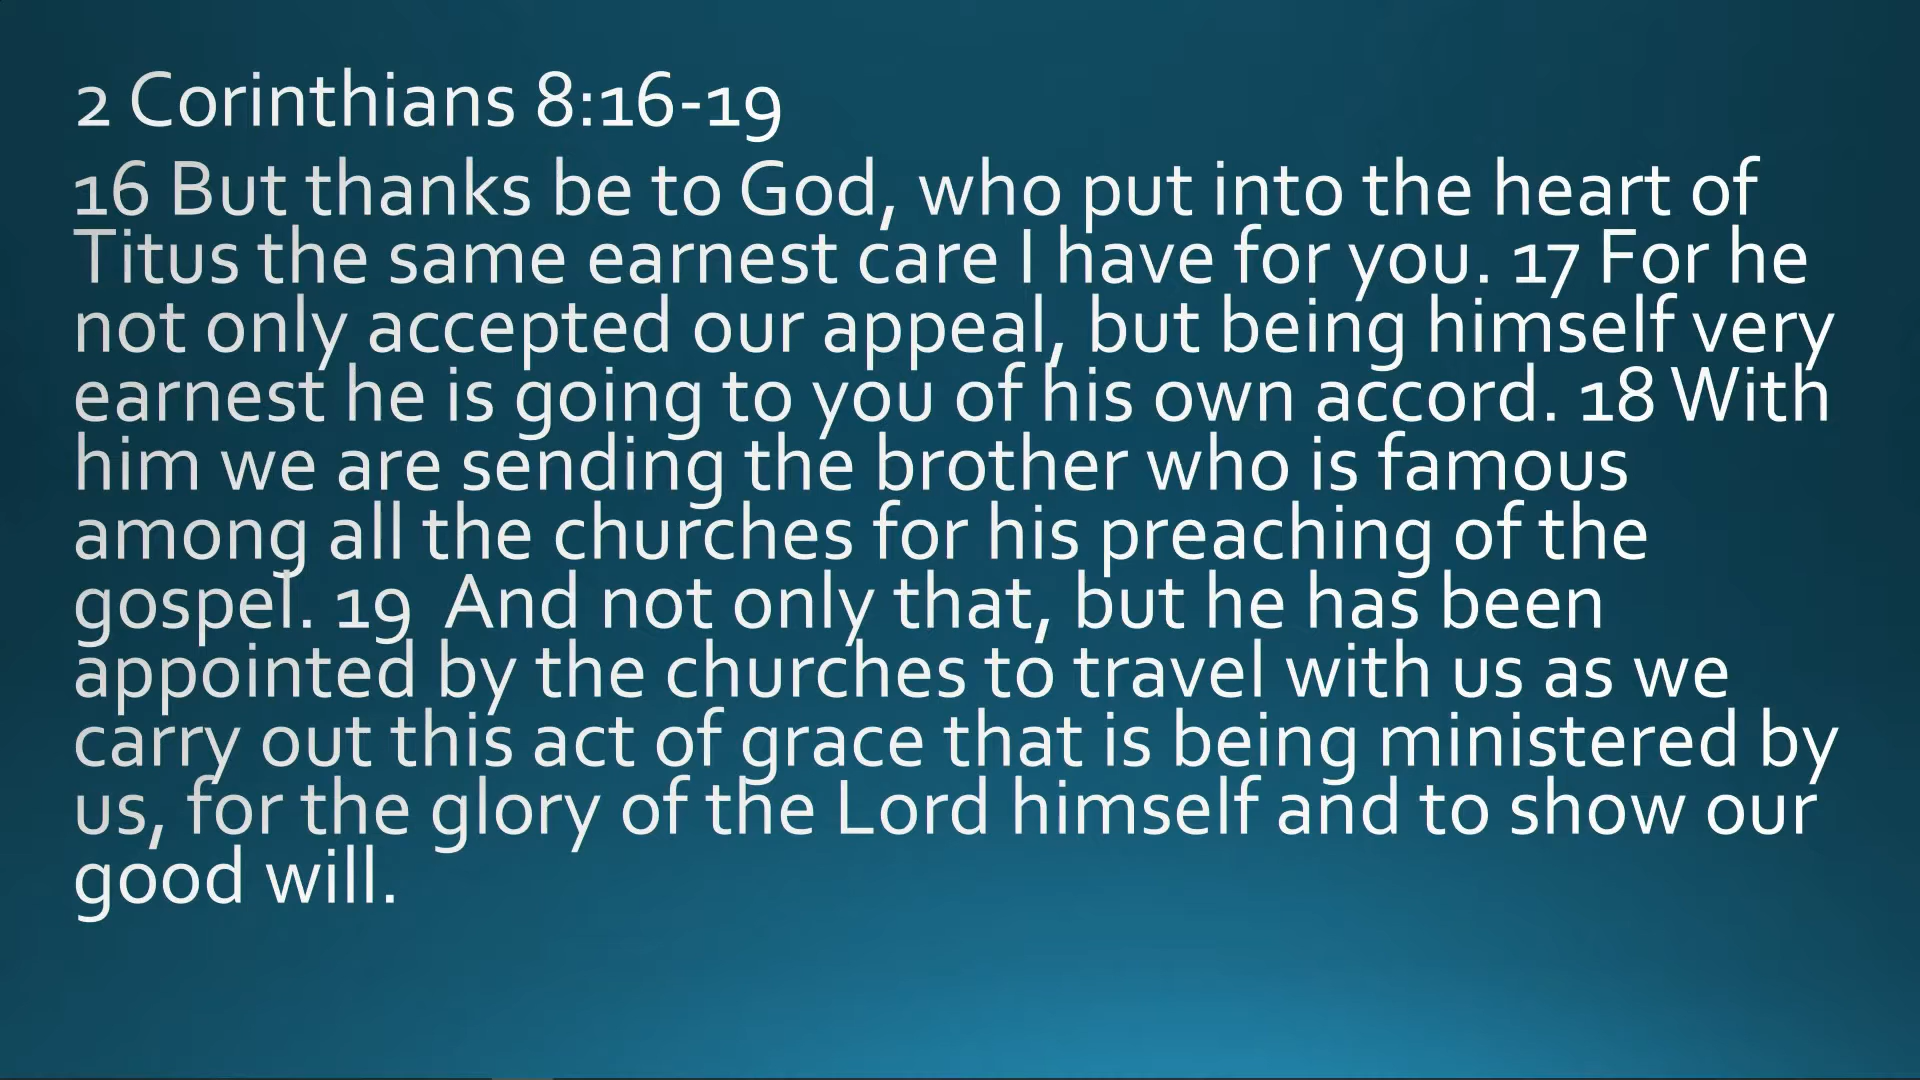 2 Corinthians 8:16-19
16 But thanks be to God, who put into the heart of
Titus the same earnest care I have for you. 17 For he
not only accepted our appeal, but being himself very
earnest he is going to you of his own accord. 18 With
him we are sending the brother who is famous
among all the churches for his preaching of the
gospel. 19  And not only that, but he has been
appointed by the churches to travel with us as we
carry out this act of grace that is being ministered by
us, for the glory of the Lord himself and to show our
good will.